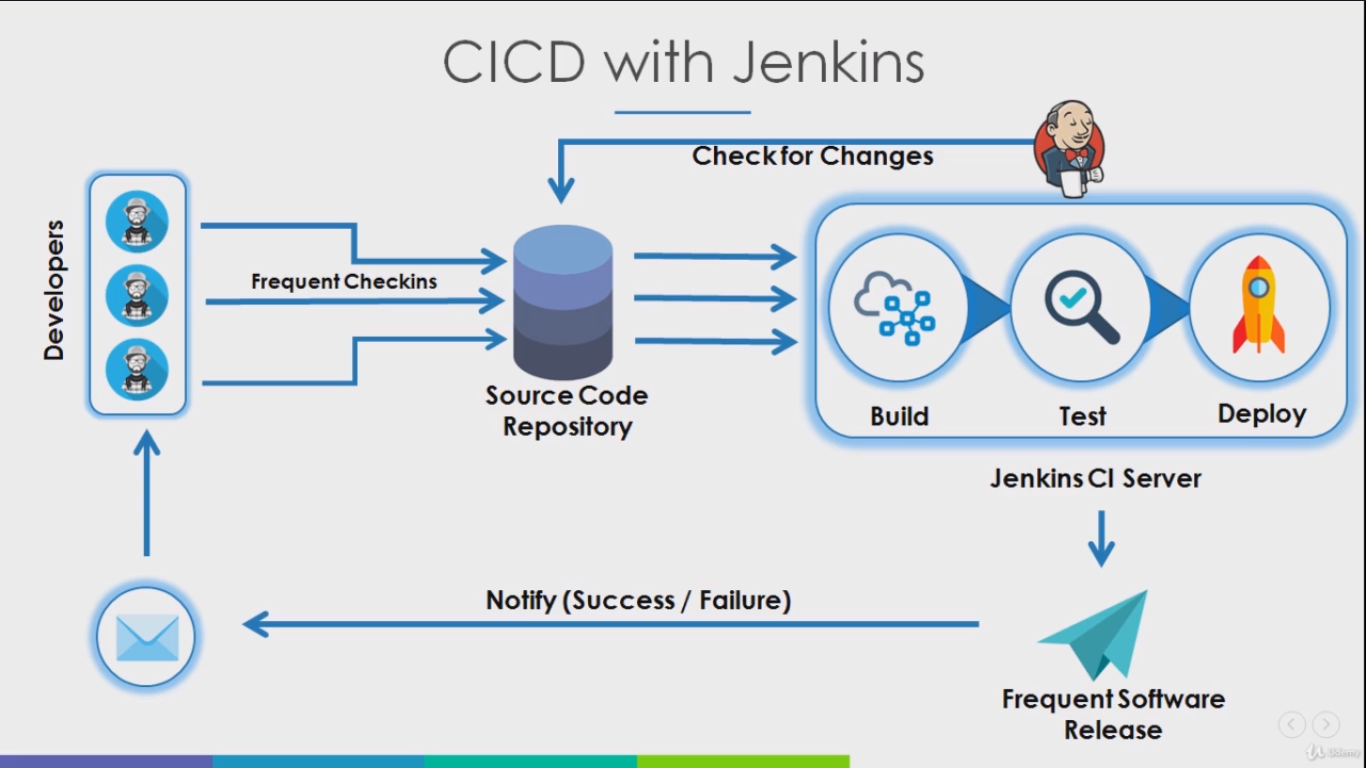 CICD with Jenkins
Check for Changes
Developers
Frequent Checkins
Source Code
Repository
Build
Test
Deploy
Jenkins CI Server
Notify (Success / Failure)
Frequent Software
Release
Udemy